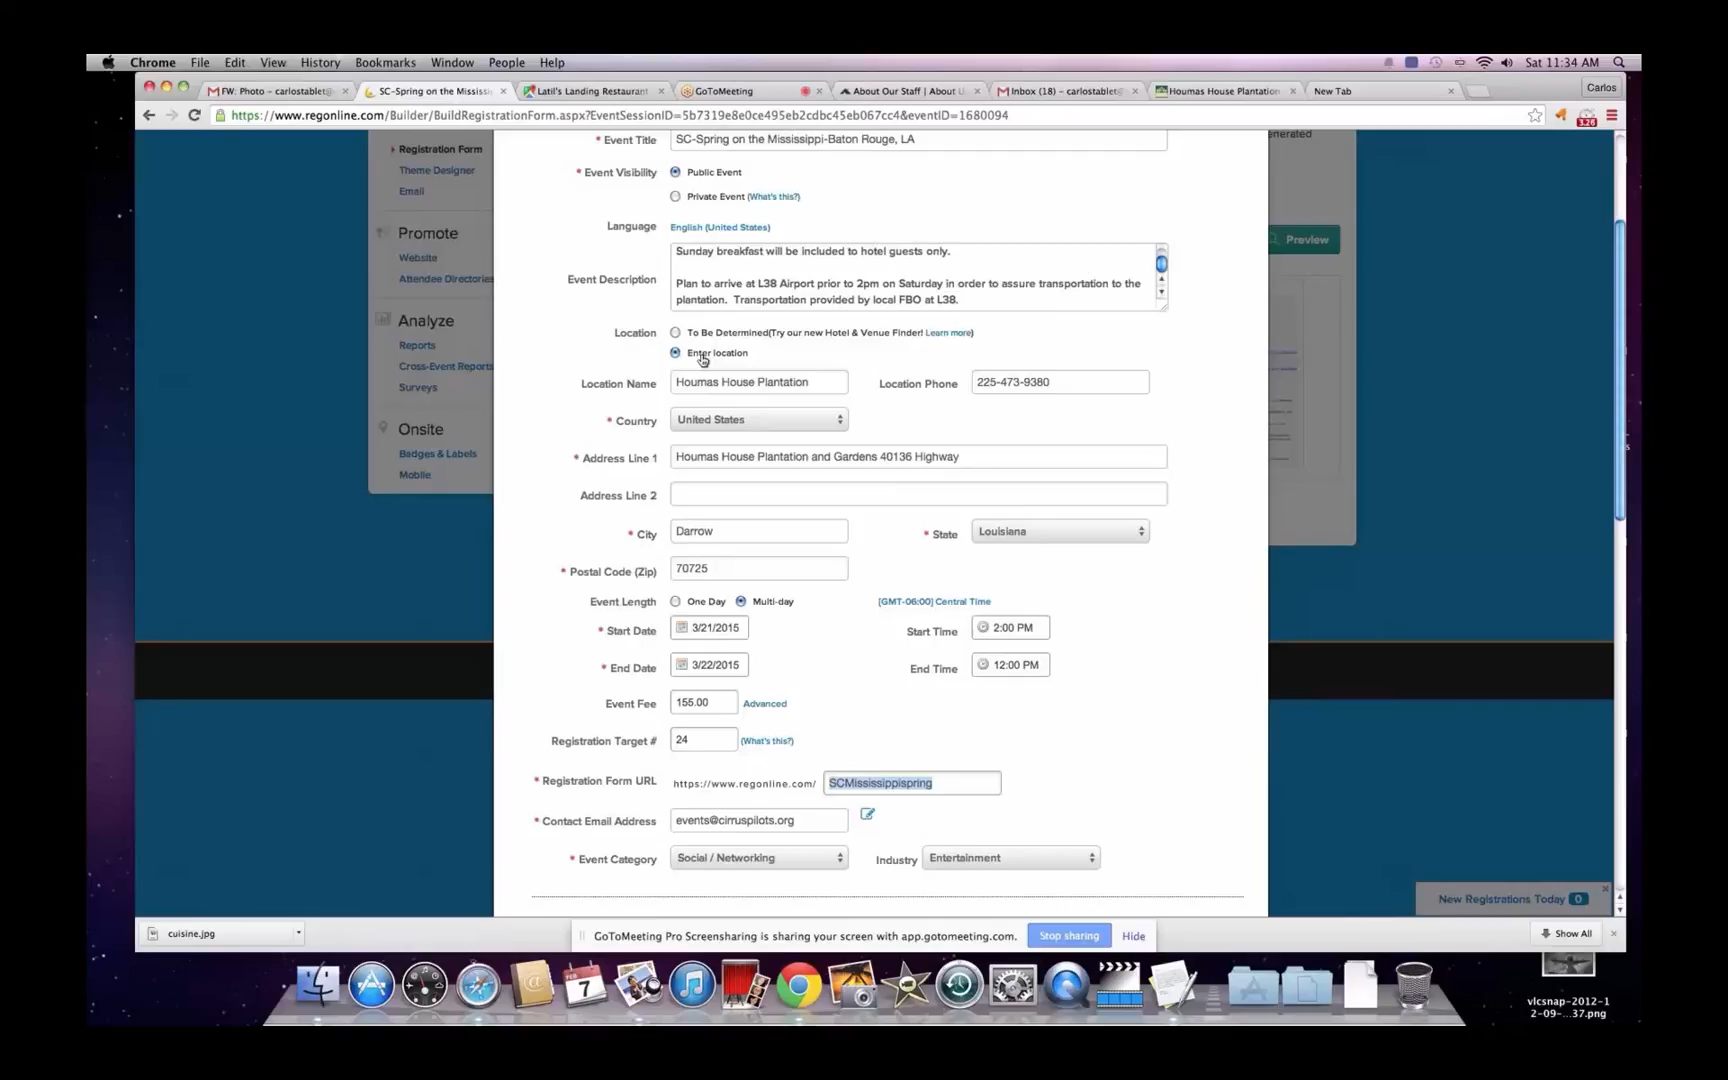 Chrome File Edit View History Bookmarks Window People Help Sat 11:34 AM
FW: Photo - carlostablet@ SC-Spring on the Mississi Latil's Landing Restaurant GoToMeeting About Our Staff | About U Inbox (18) - carlostablet@ Houmas House Plantation New Tab Carlos
https://www.regonline.com/Builder/BuildRegistrationForm.aspx?EventSessionID=5b7319e8e0ce495eb2cdbc45eb067cc4&eventID=1680094
3.26
Registration Form
Theme Designer
Email
Promote
Website
Attendee Directories
Analyze
Reports
Cross-Event Reports
Surveys
Onsite
Badges & Labels
Mobile
enerated
Preview
* Event Title SC-Spring on the Mississippi-Baton Rouge, LA
* Event Visibility Public Event
Private Event (What's this?)
Language English (United States)
Event Description Sunday breakfast will be included to hotel guests only.
Plan to arrive at L38 Airport prior to 2pm on Saturday in order to assure transportation to the
plantation. Transportation provided by local FBO at L38.
Location To Be Determined(Try our new Hotel & Venue Finder! Learn more)
Enter location
Location Name Houmas House Plantation Location Phone 225-473-9380
* Country United States
* Address Line 1 Houmas House Plantation and Gardens 40136 Highway
Address Line 2
* City Darrow * State Louisiana
* Postal Code (Zip) 70725
Event Length One Day Multi-day [GMT-06:00] Central Time
* Start Date 3/21/2015 Start Time 2:00 PM
* End Date 3/22/2015 End Time 12:00 PM
Event Fee 155.00 Advanced
Registration Target # 24 (What's this?)
* Registration Form URL https://www.regonline.com/ SCMississippispring
* Contact Email Address events@cirruspilots.org
* Event Category Social / Networking Industry Entertainment
New Registrations Today 0
cuisine.jpg
GoToMeeting Pro Screensharing is sharing your screen with app.gotomeeting.com. Stop sharing Hide
Show All
FEB
7
vlcsnap-2012-1
2-09-...37.png